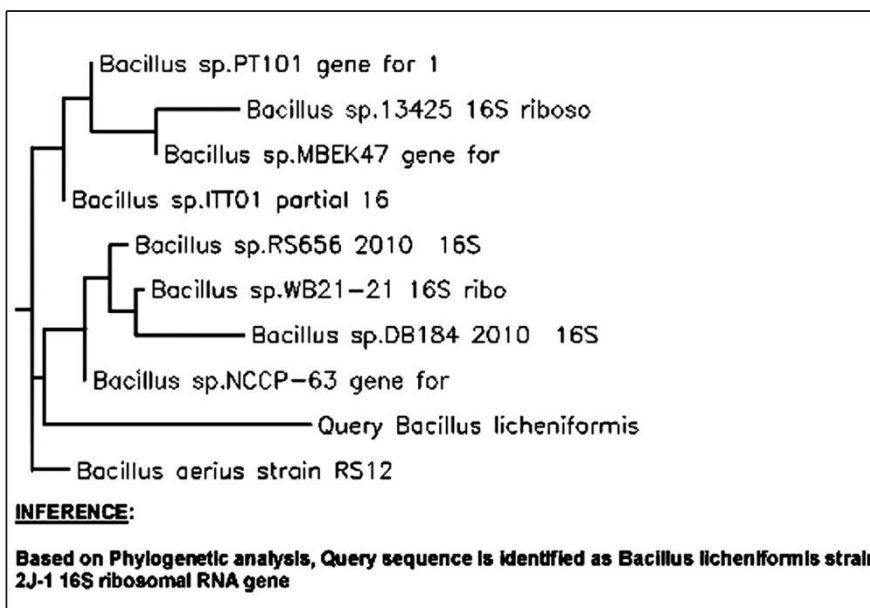 Bacillus sp.PT101 gene for 1
Bacillus sp.13425 16S riboso
Bacillus sp.MBEK47 gene for
Bacillus sp.ITT01 partial 16
Bacillus sp.RS656 2010 16S
Bacillus sp.WB21-21 16S ribo
Bacillus sp.DB184 2010 16S
Bacillus sp.NCCP-63 gene for
Query Bacillus licheniformis
Bacillus aerius strain RS12
INFERENCE:
Based on Phylogenetic analysis, Query sequence is identified as Bacillus licheniformis strain
2J-1 16S ribosomal RNA gene